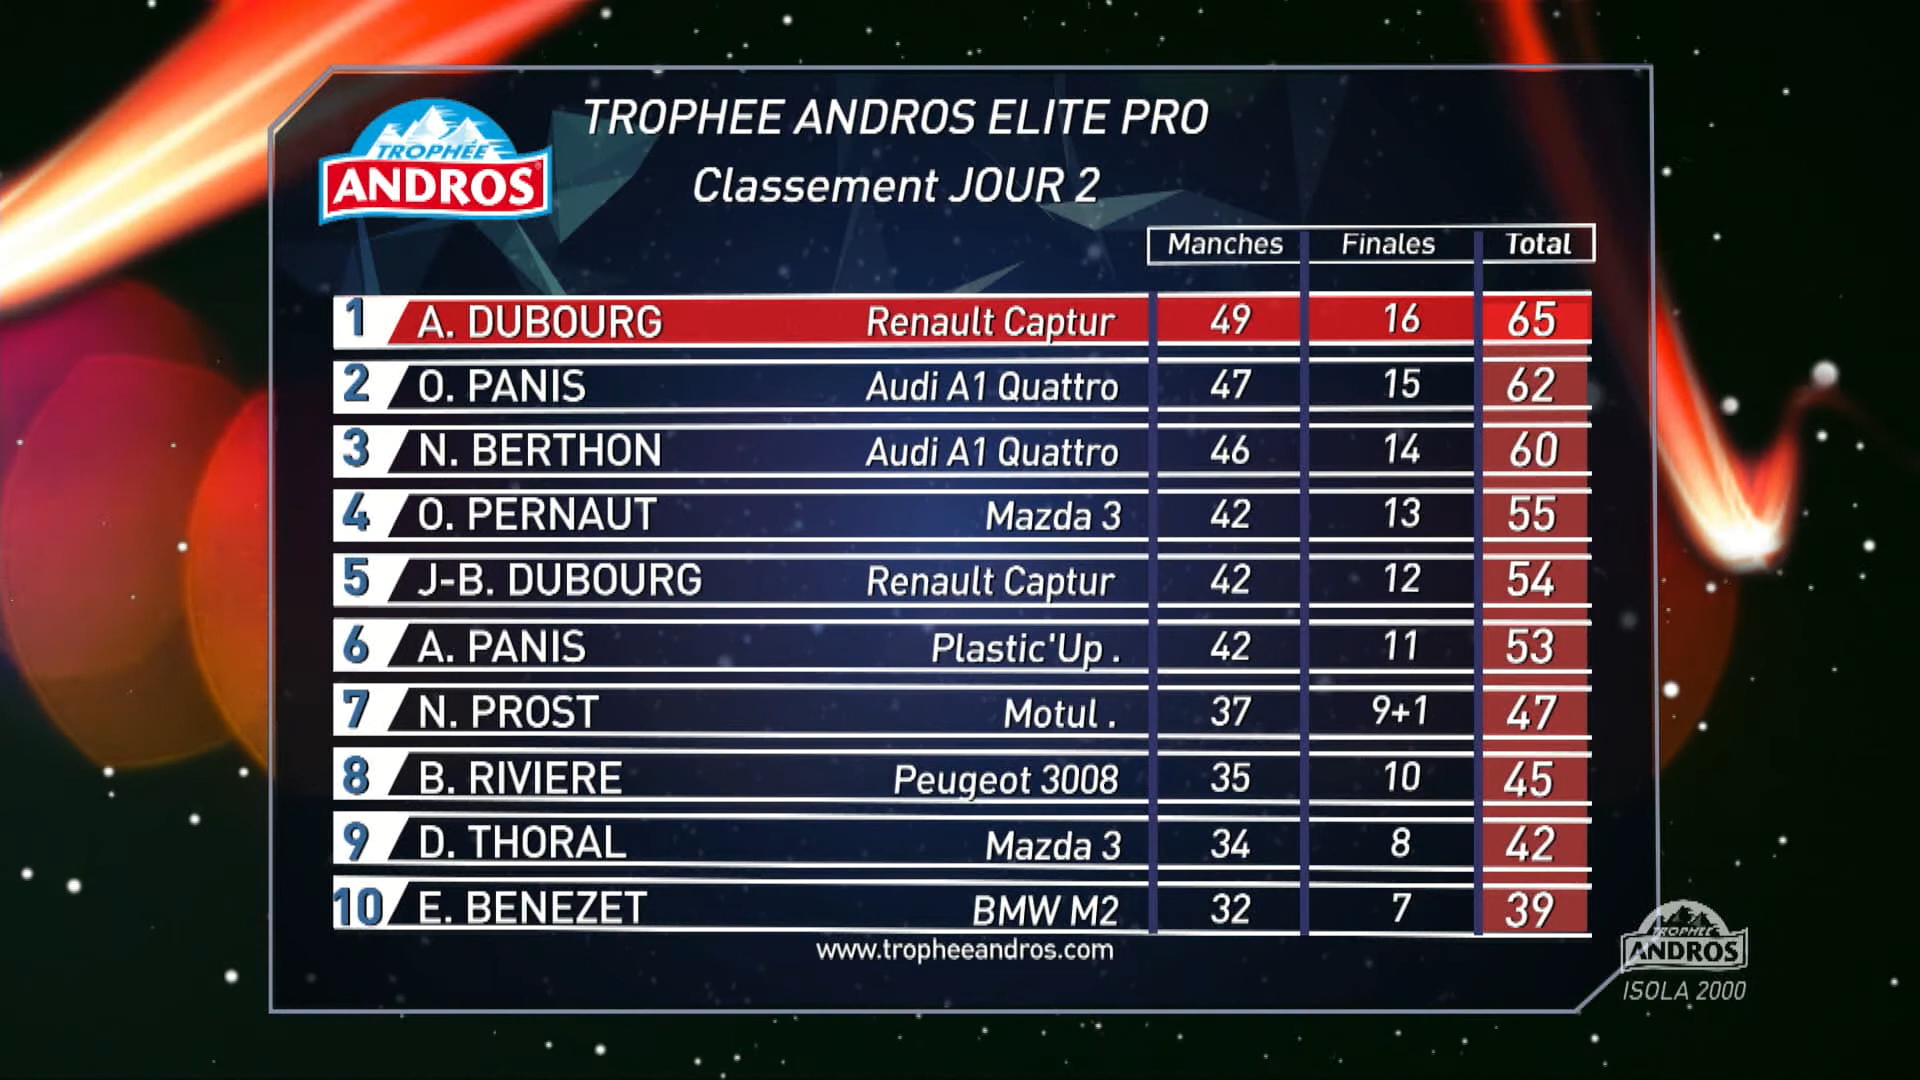 TROPHÉE
ANDROS
TROPHEE ANDROS ELITE PRO
Classement JOUR 2
Manches Finales Total
1 A. DUBOURG Renault Captur 49 16 65
2 O. PANIS Audi A1 Quattro 47 15 62
3 N. BERTHON Audi A1 Quattro 46 14 60
4 O. PERNAUT Mazda 3 42 13 55
5 J-B. DUBOURG Renault Captur 42 12 54
6 A. PANIS Plastic'Up . 42 11 53
7 N. PROST Motul . 37 9+1 47
8 B. RIVIERE Peugeot 3008 35 10 45
9 D. THORAL Mazda 3 34 8 42
10 E. BENEZET BMW M2 32 7 39
www.tropheeandros.com
TROPHÉE
ANDROS
ISOLA 2000